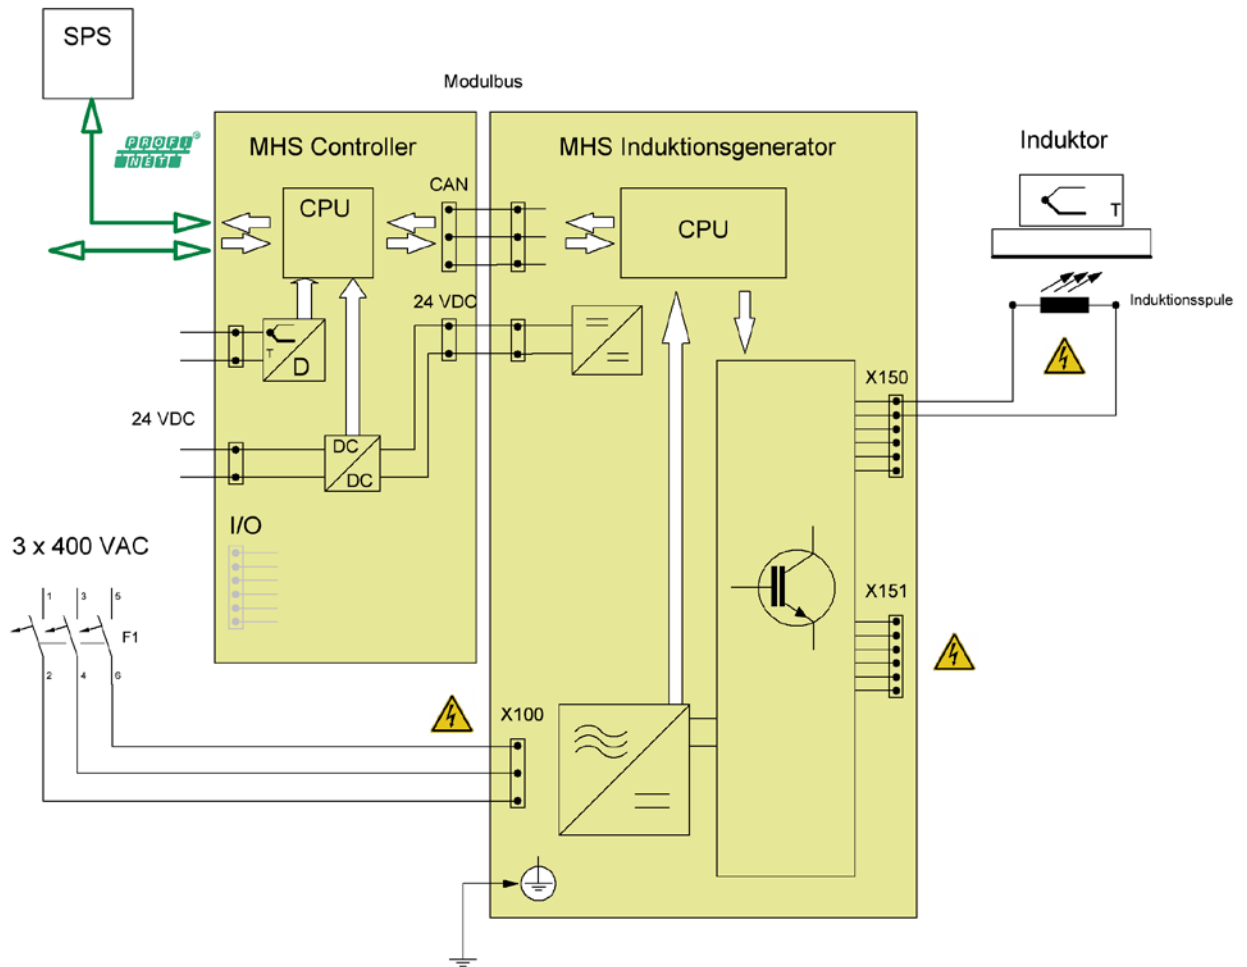 SPS
Modulbus
PROFI
NET
®
MHS Controller
MHS Induktionsgenerator
Induktor
CPU
CAN
CPU
T
24 VDC
Induktionsspule
T
D
X150
24 VDC
DC
DC
I/O
3 x 400 VAC
1
3
5
F1
2
4
6
X151
X100